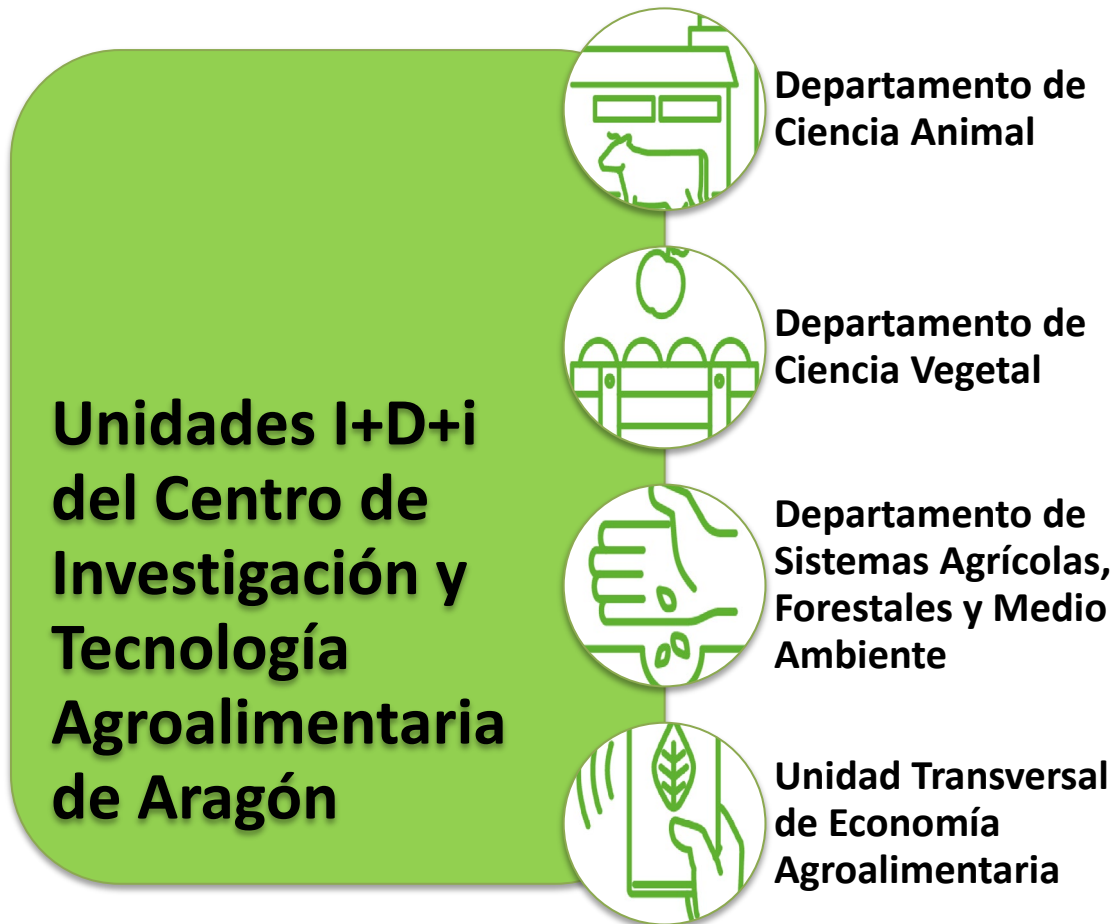 Unidades I+D+i
del Centro de
Investigación y
Tecnología
Agroalimentaria
de Aragón
Departamento de
Ciencia Animal
Departamento de
Ciencia Vegetal
Departamento de
Sistemas Agrícolas,
Forestales y Medio
Ambiente
Unidad Transversal
de Economía
Agroalimentaria